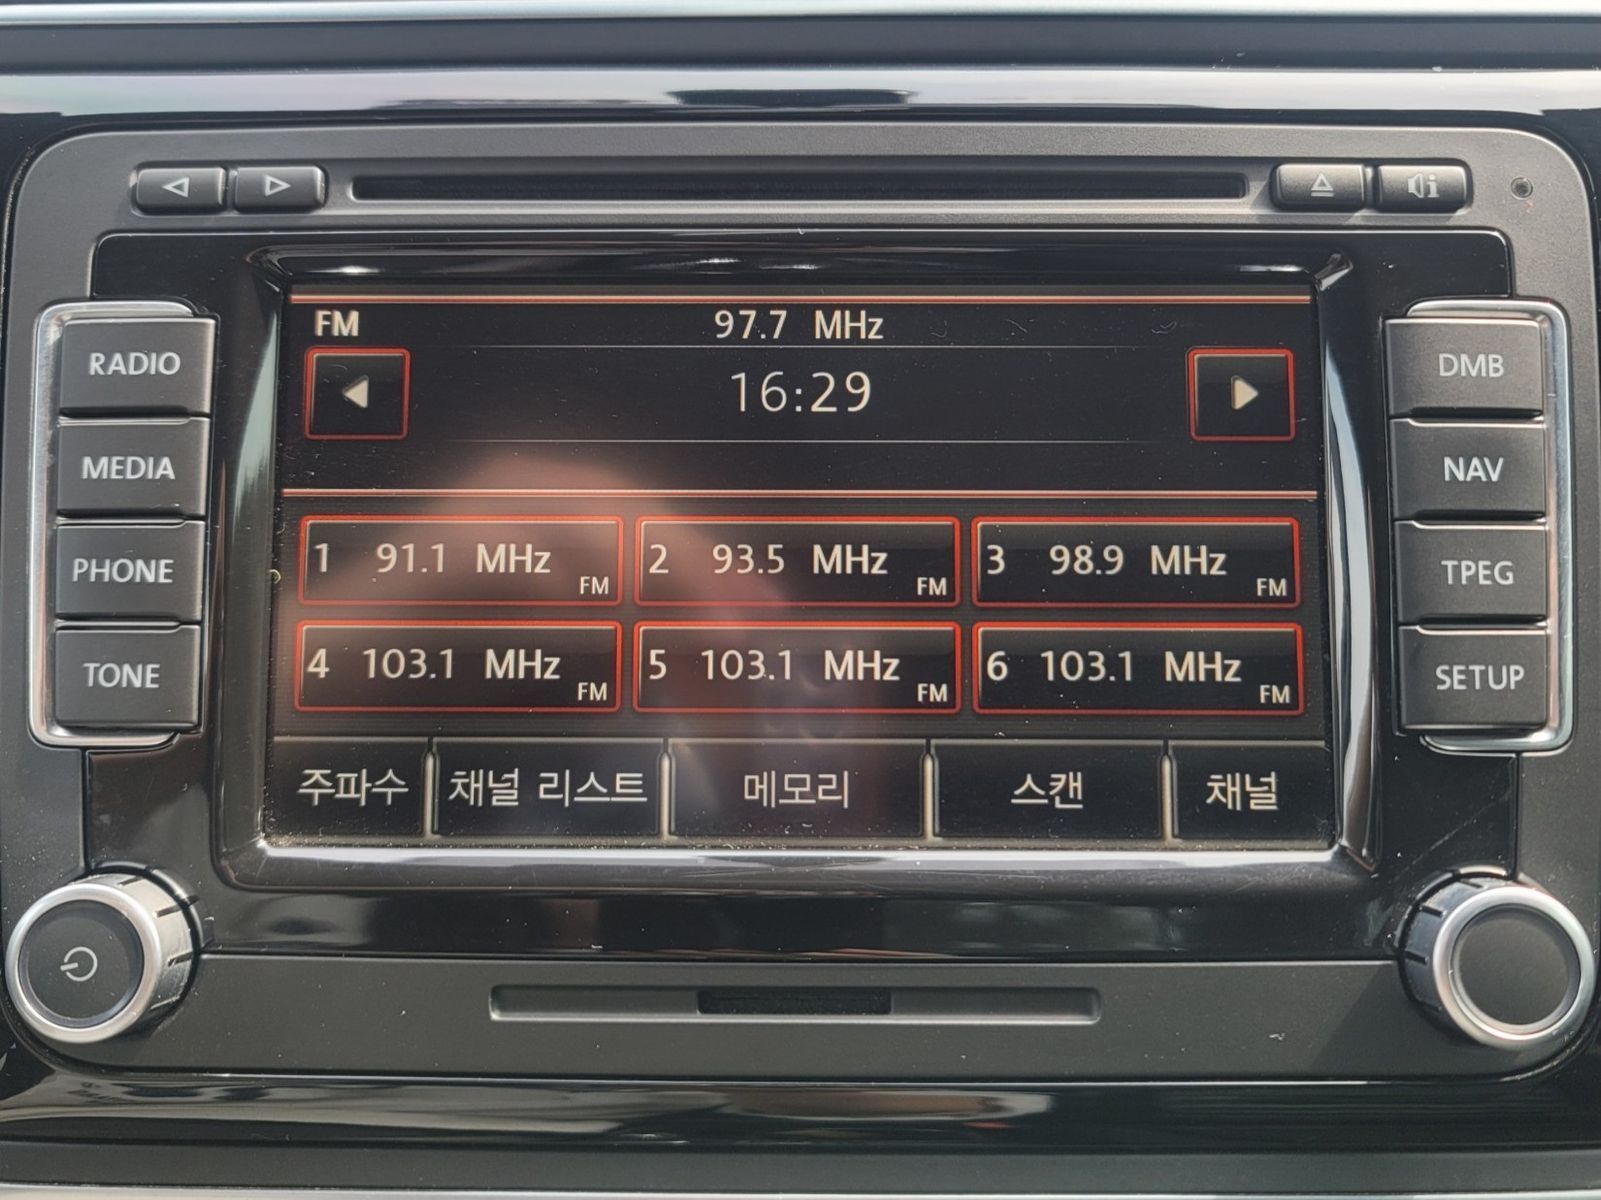 FM 97.7 MHz
16:29
RADIO
MEDIA
PHONE
TONE
1 91.1 MHz FM
2 93.5 MHz FM
3 98.9 MHz FM
4 103.1 MHz FM
5 103.1 MHz FM
6 103.1 MHz FM
주파수 채널 리스트 메모리 스캔 채널
DMB
NAV
TPEG
SETUP